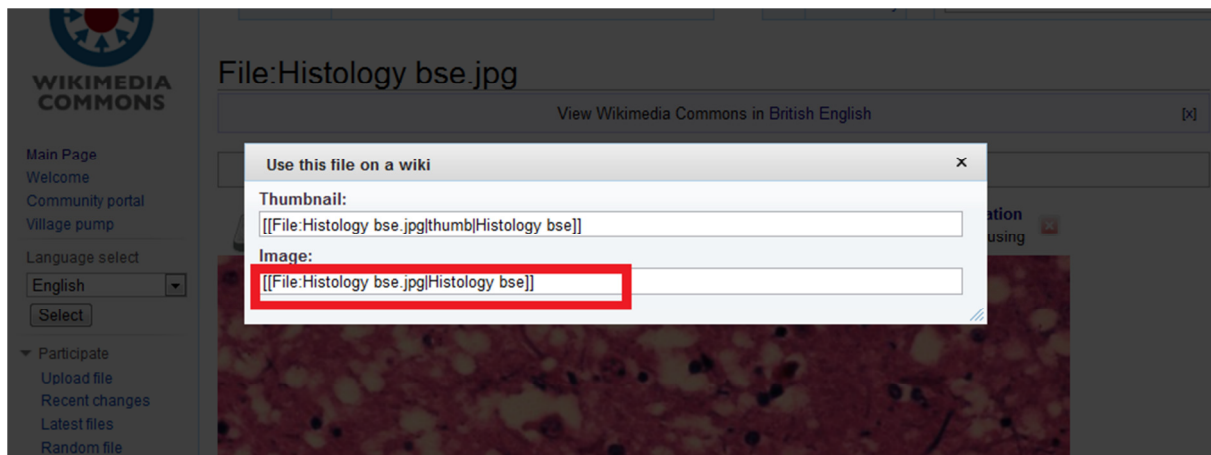 WIKIMEDIA
COMMONS
File:Histology bse.jpg
View Wikimedia Commons in British English [x]
Main Page
Welcome
Community portal
Village pump
Language select
English
Select
Participate
Upload file
Recent changes
Latest files
Random file
Use this file on a wiki x
Thumbnail:
[[File:Histology bse.jpg|thumb|Histology bse]]
Image:
[[File:Histology bse.jpg|Histology bse]]
using